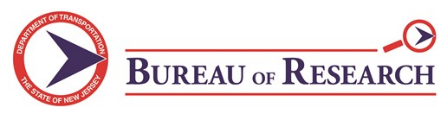 DEPARTMENT OF TRANSPORTATION
THE STATE OF NEW JERSEY
BUREAU OF RESEARCH